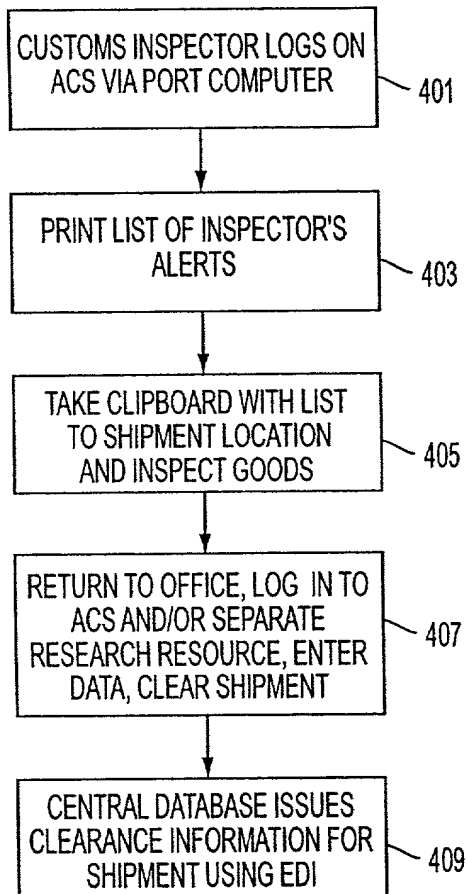 CUSTOMS INSPECTOR LOGS ON
ACS VIA PORT COMPUTER
401
PRINT LIST OF INSPECTOR'S
ALERTS
403
TAKE CLIPBOARD WITH LIST
TO SHIPMENT LOCATION
AND INSPECT GOODS
405
RETURN TO OFFICE, LOG IN TO
ACS AND/OR SEPARATE
RESEARCH RESOURCE, ENTER
DATA, CLEAR SHIPMENT
407
CENTRAL DATABASE ISSUES
CLEARANCE INFORMATION FOR
SHIPMENT USING EDI
409